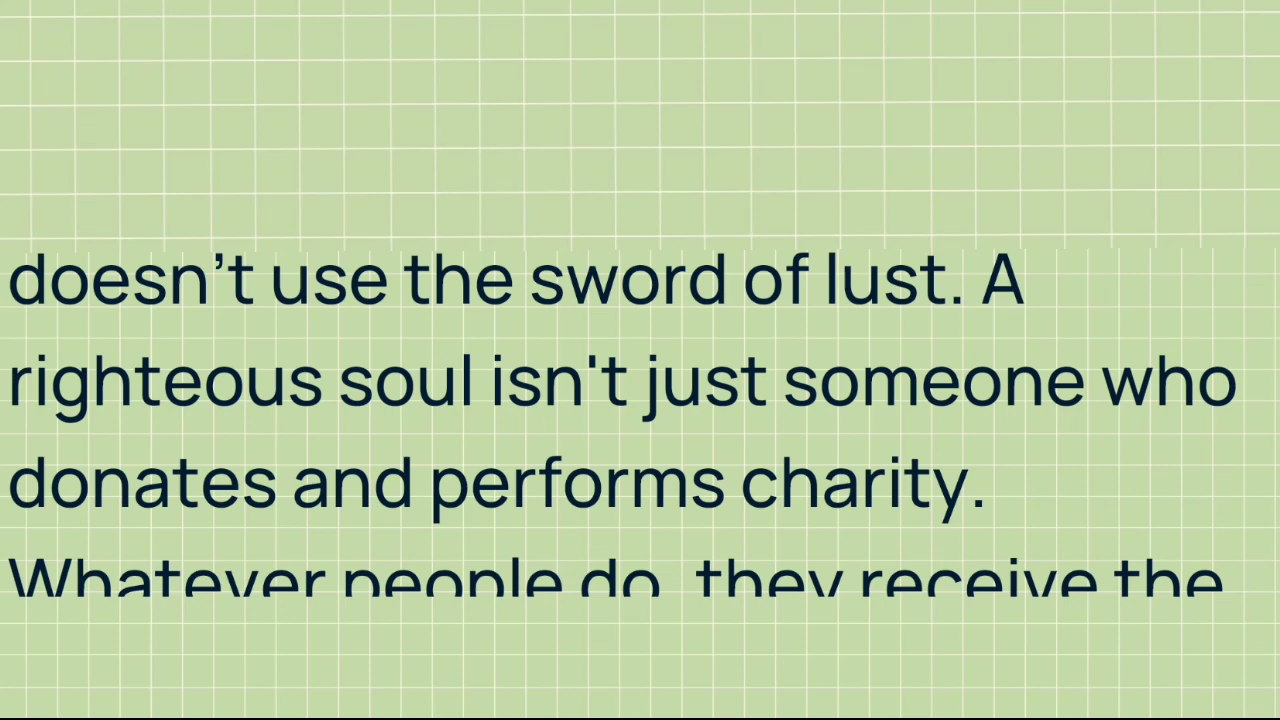 doesn’t use the sword of lust. A
righteous soul isn't just someone who
donates and performs charity.
Whatever people do, they receive the